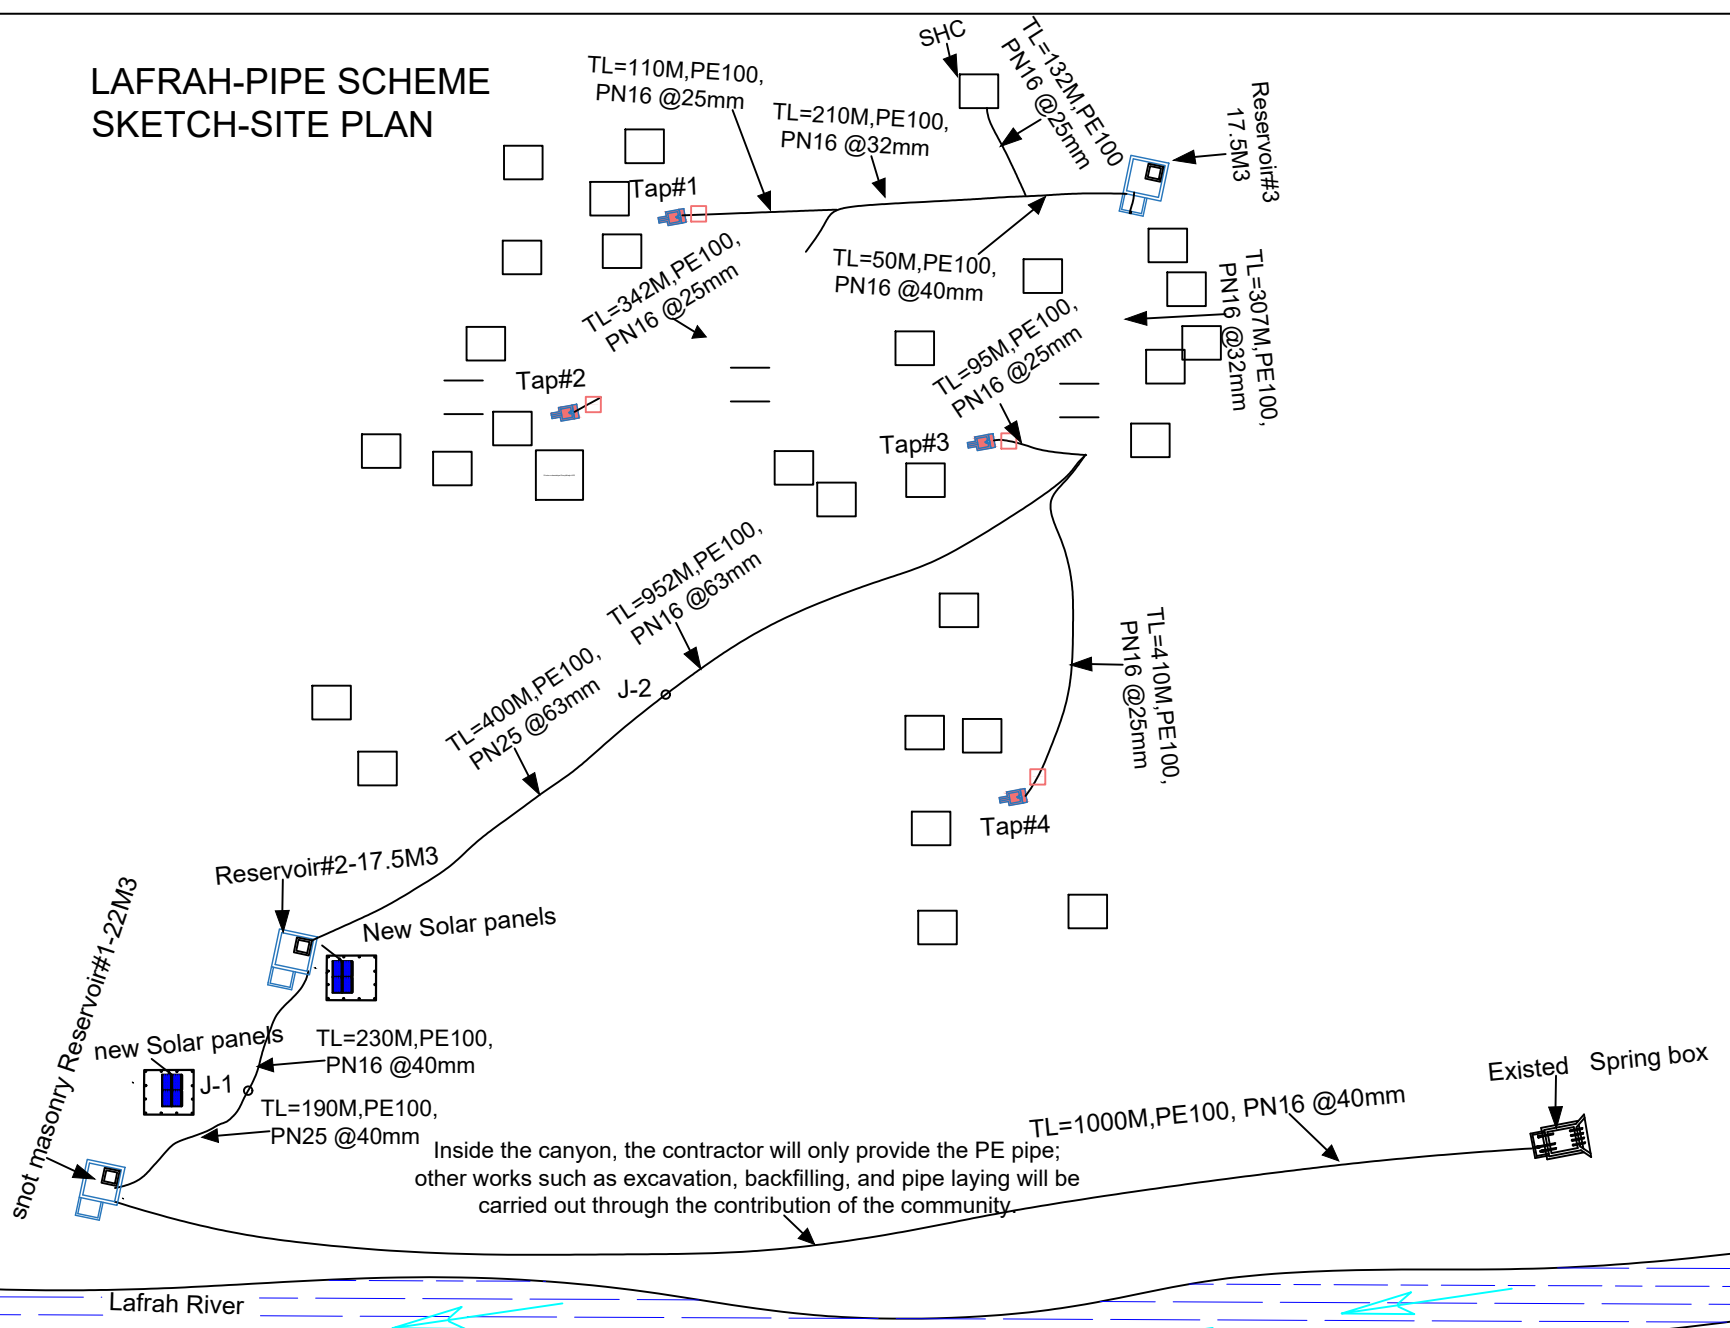 LAFRAH-PIPE SCHEME
SKETCH-SITE PLAN
SHC
TL=110M,PE100,
PN16 @25mm
TL=210M,PE100,
PN16 @32mm
TL=132M,PE100
PN16 @25mm
Reservoir#3
17.5M3
Tap#1
TL=342M,PE100,
PN16 @25mm
TL=50M,PE100,
PN16 @40mm
TL=307M,PE100,
PN16 @32mm
TL=95M,PE100,
PN16 @25mm
Tap#2
Tap#3
TL=952M,PE100,
PN16 @63mm
TL=400M,PE100,
PN25 @63mm
J-2
TL=410M,PE100,
PN16 @25mm
Tap#4
Reservoir#2-17.5M3
New Solar panels
snot masonry Reservoir#1-22M3
new Solar panels
TL=230M,PE100,
PN16 @40mm
J-1
TL=190M,PE100,
PN25 @40mm
Existed Spring box
TL=1000M,PE100, PN16 @40mm
Inside the canyon, the contractor will only provide the PE pipe;
other works such as excavation, backfilling, and pipe laying will be
carried out through the contribution of the community.
Lafrah River